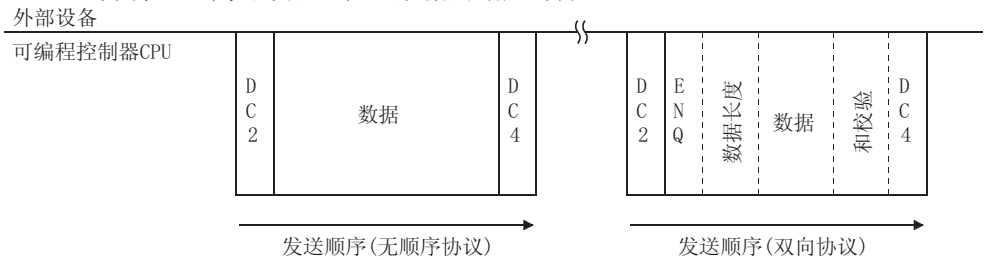 外部设备
可编程控制器CPU
DC2
数据
DC4
DC2
ENQ
数据长度
数据
和校验
DC4
发送顺序(无顺序协议)
发送顺序(双向协议)